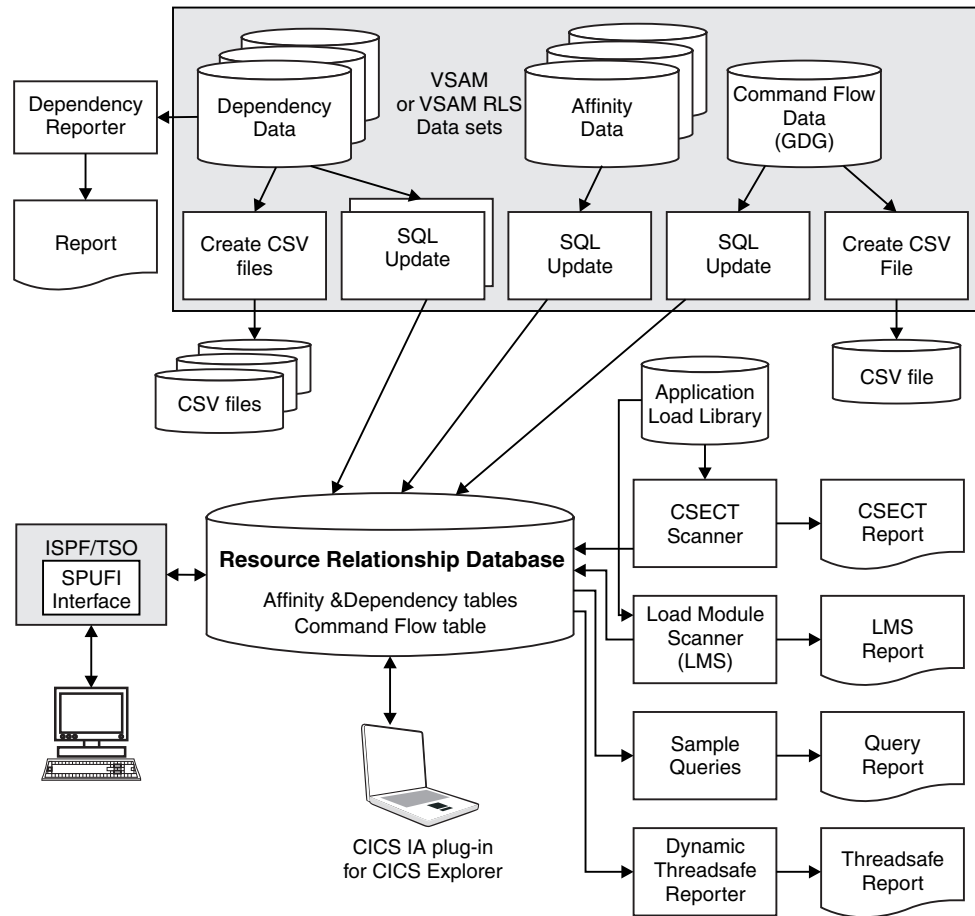 Dependency
Reporter
Report
Dependency
Data
VSAM
or VSAM RLS
Data sets
Affinity
Data
Command Flow
Data
(GDG)
Create CSV
files
SQL
Update
SQL
Update
SQL
Update
Create CSV
File
CSV files
CSV file
Application
Load Library
CSECT
Scanner
CSECT
Report
ISPF/TSO
SPUFI
Interface
Resource Relationship Database
Affinity &Dependency tables
Command Flow table
Load Module
Scanner
(LMS)
LMS
Report
Sample
Queries
Query
Report
CICS IA plug-in
for CICS Explorer
Dynamic
Threadsafe
Reporter
Threadsafe
Report